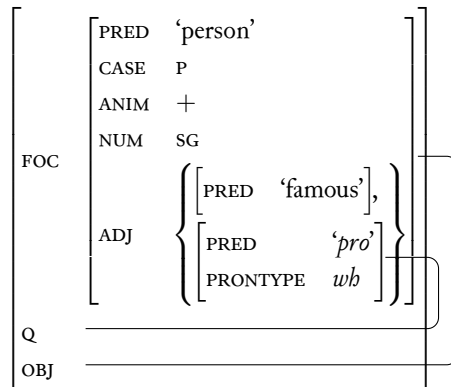 PRED ‘person’
CASE P
ANIM +
NUM SG
FOC
[PRED ‘famous’],
ADJ
PRED ‘pro’
PRONTYPE wh
Q
OBJ